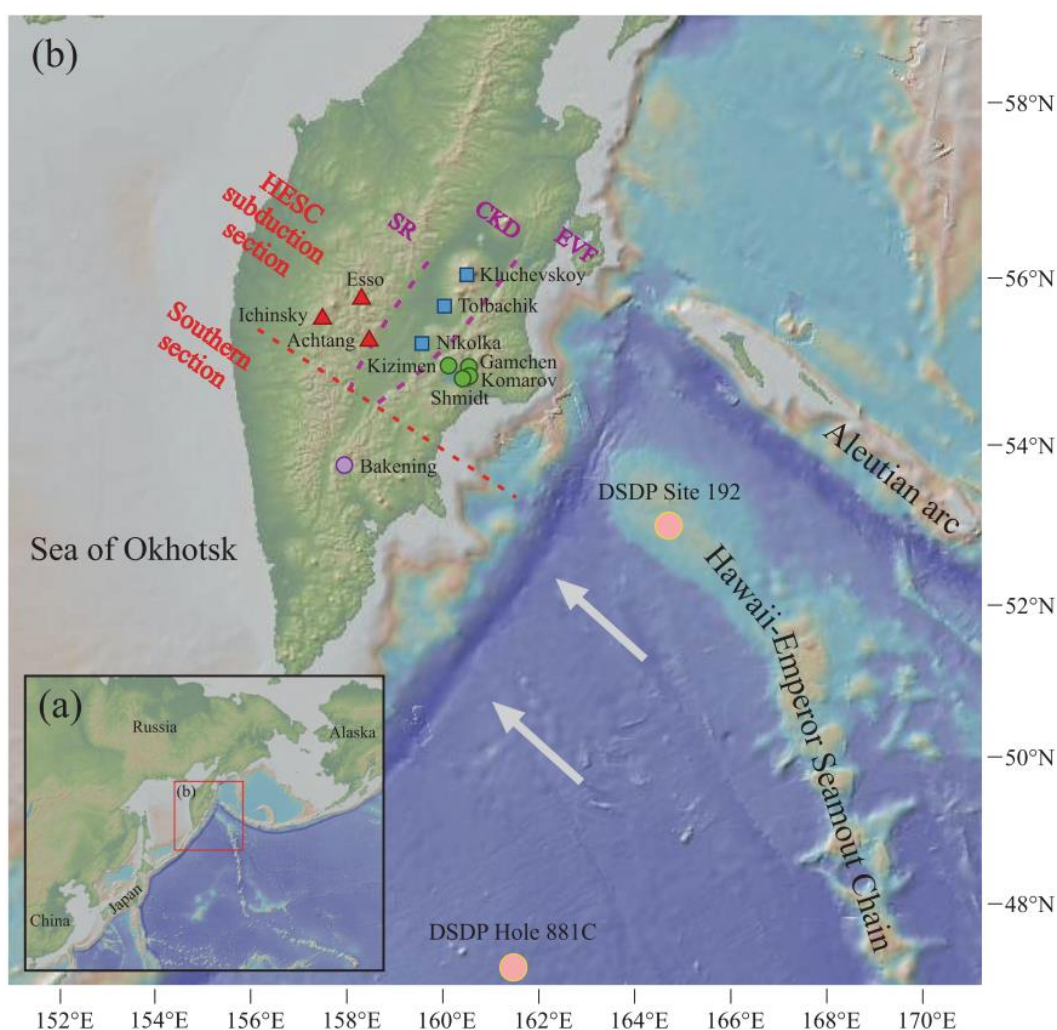 (b)
58°N
HESC
subduction
section
SR
CKD
EVF
56°N
Kluchevskoy
Esso
Tolbachik
Ichinsky
Southern
section
Achtang
Nikolka
Kizimen
Gamchen
Komarov
Shmidt
54°N
Aleutian arc
Bakening
DSDP Site 192
Sea of Okhotsk
Hawaii-Emperor Seamout Chain
52°N
(a)
Russia
Alaska
(b)
Japan
China
50°N
48°N
DSDP Hole 881C
152°E
154°E
156°E
158°E
160°E
162°E
164°E
166°E
168°E
170°E